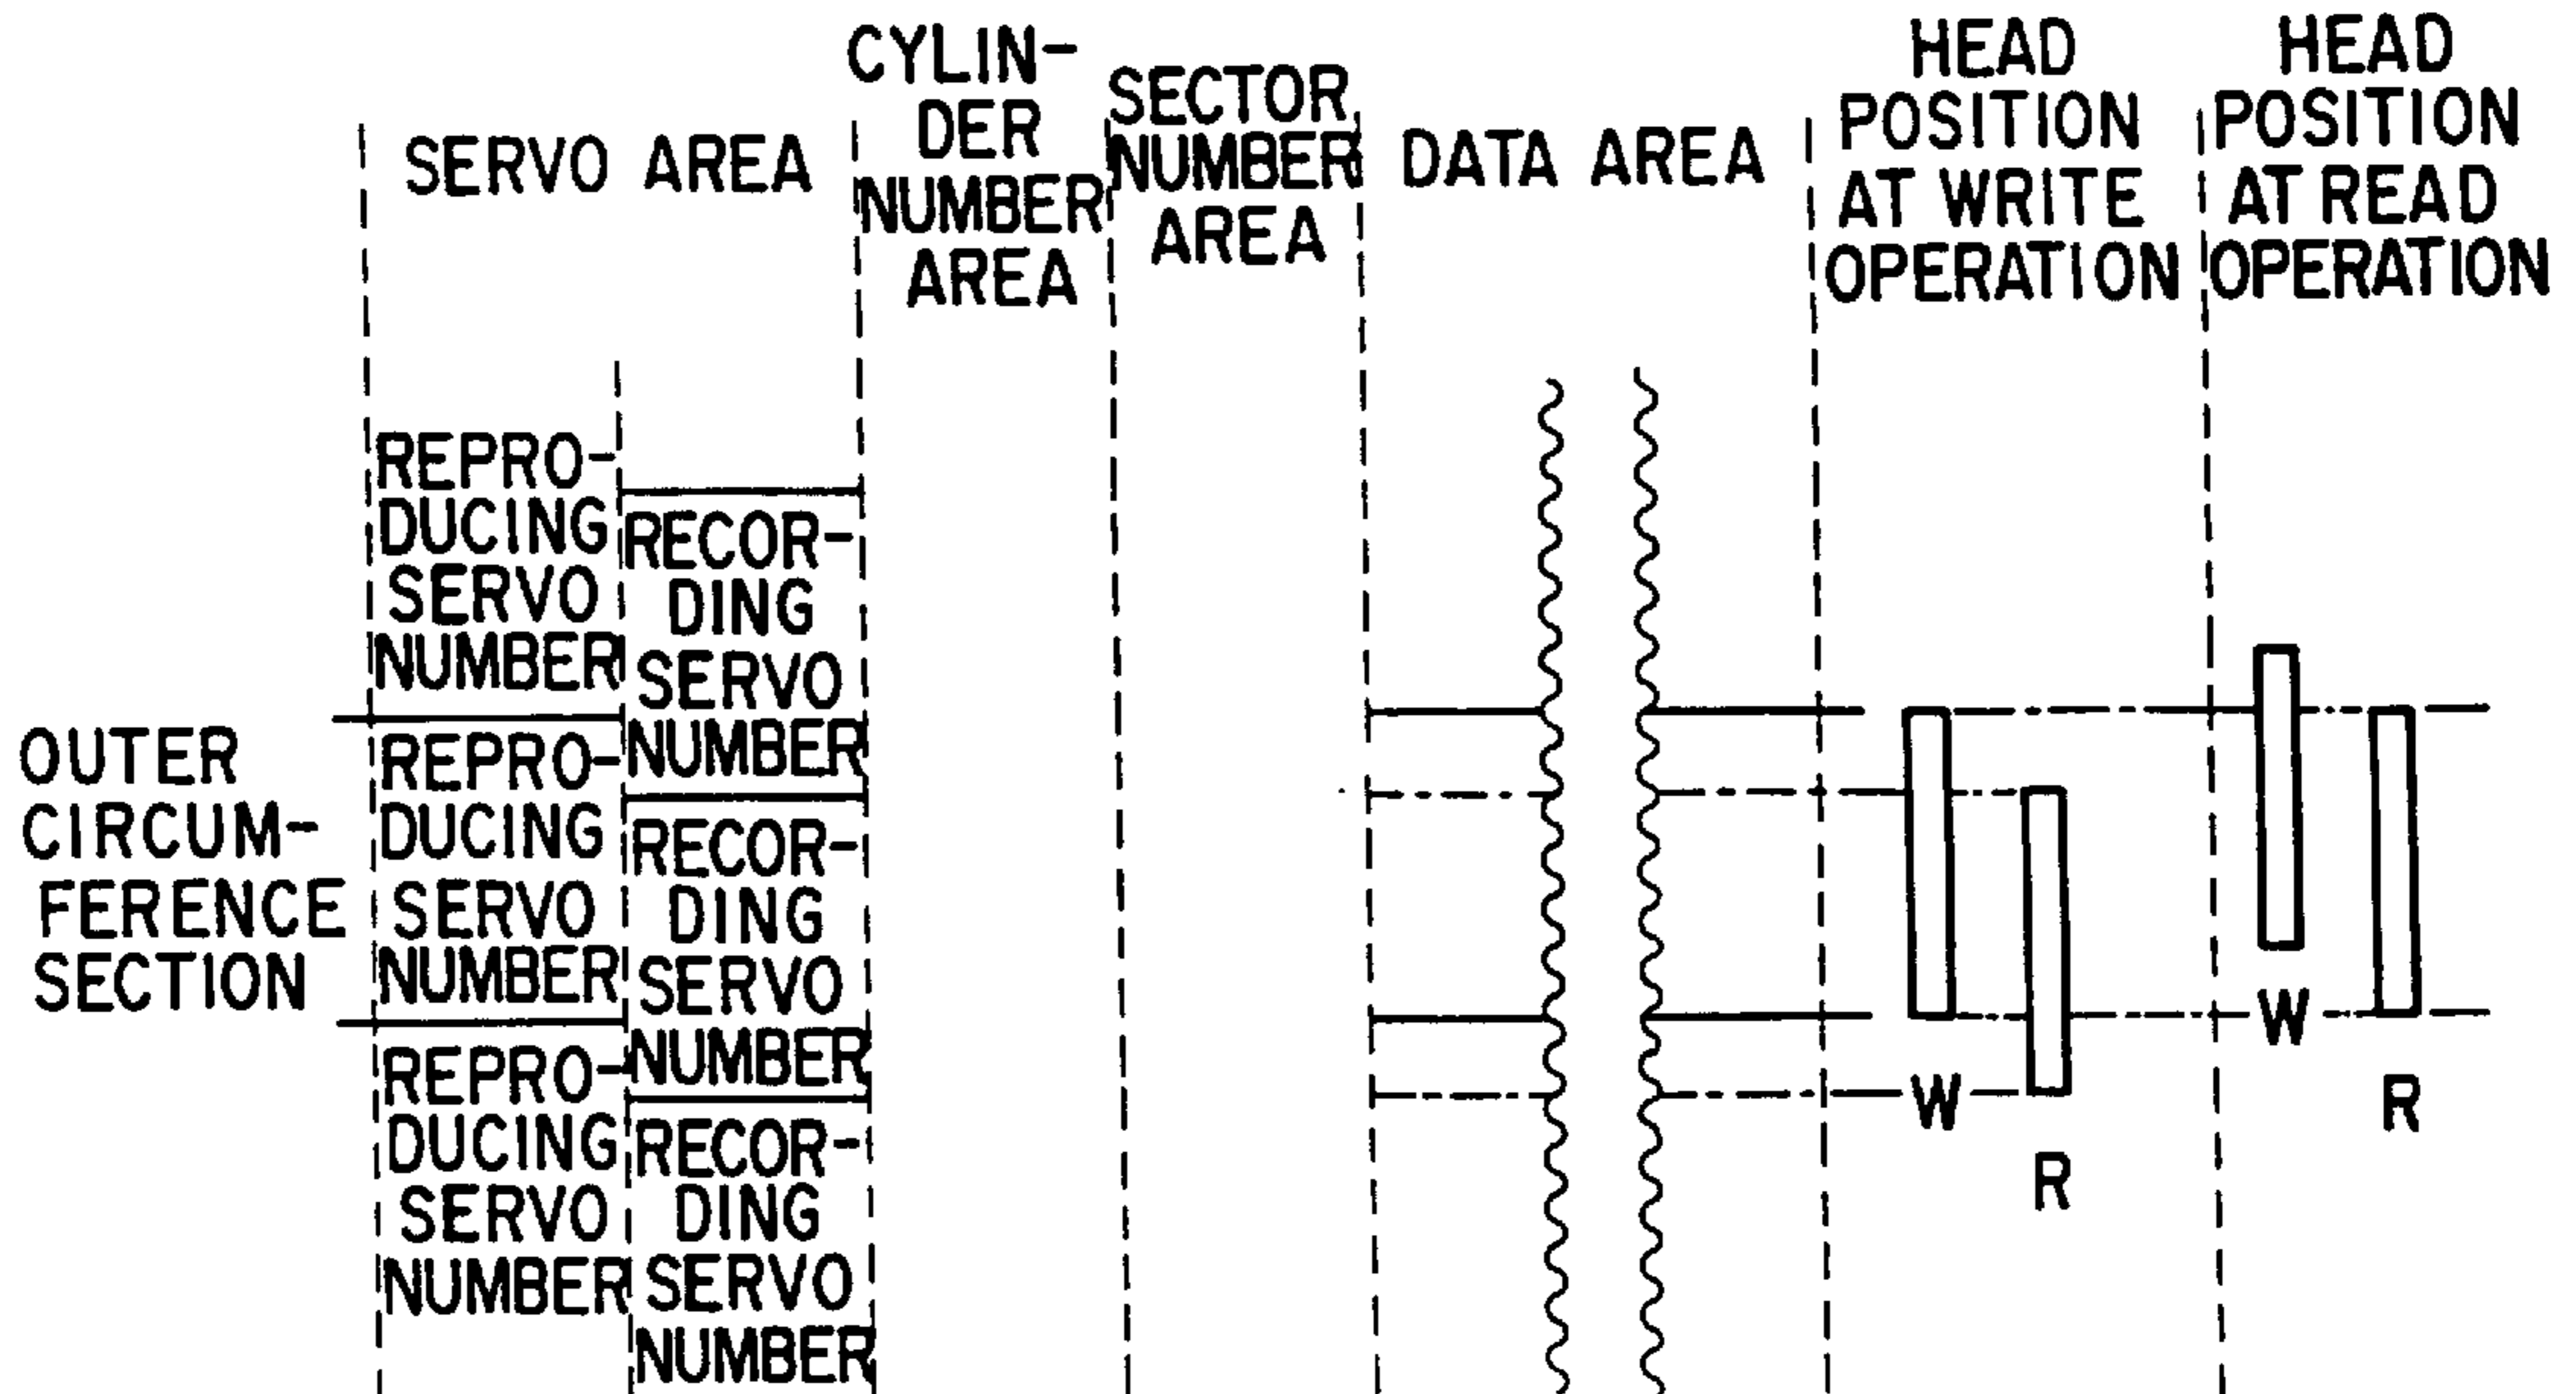 SERVO AREA
CYLIN-
DER
NUMBER
AREA
SECTOR
NUMBER
AREA
DATA AREA
HEAD
POSITION
AT WRITE
OPERATION
HEAD
POSITION
AT READ
OPERATION
OUTER
CIRCUM-
FERENCE
SECTION
REPRO-
DUCING
SERVO
NUMBER
REPRO-
DUCING
SERVO
NUMBER
REPRO-
DUCING
SERVO
NUMBER
RECOR-
DING
SERVO
NUMBER
RECOR-
DING
SERVO
NUMBER
RECOR-
DING
SERVO
NUMBER
W
R
W
R